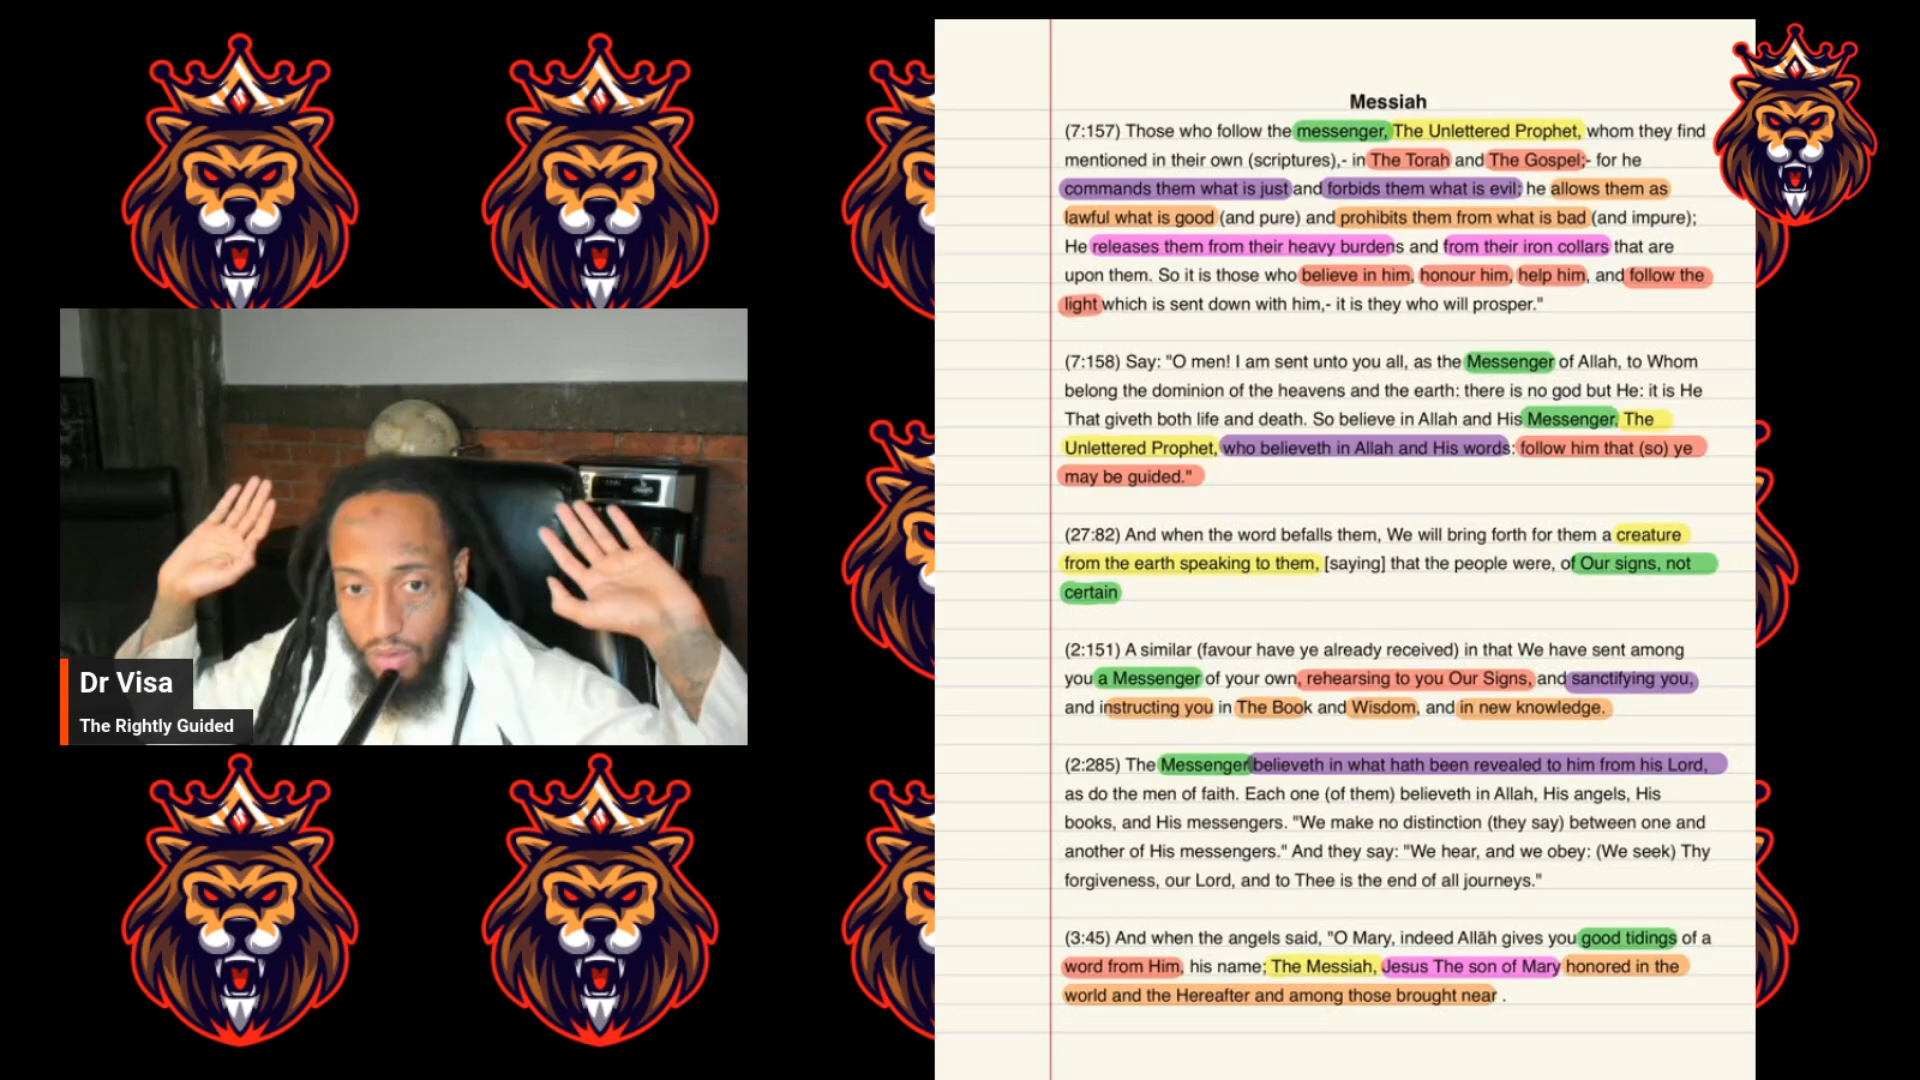 Messiah
(7:157) Those who follow the messenger, The Unlettered Prophet, whom they find
mentioned in their own (scriptures),- in The Torah and The Gospel;- for he
commands them what is just and forbids them what is evil; he allows them as
lawful what is good (and pure) and prohibits them from what is bad (and impure);
He releases them from their heavy burdens and from their iron collars that are
upon them. So it is those who believe in him, honour him, help him, and follow the
light which is sent down with him,- it is they who will prosper."
(7:158) Say: "O men! I am sent unto you all, as the Messenger of Allah, to Whom
belong the dominion of the heavens and the earth: there is no god but He: it is He
That giveth both life and death. So believe in Allah and His Messenger, The
Unlettered Prophet, who believeth in Allah and His words: follow him that (so) ye
may be guided."
(27:82) And when the word befalls them, We will bring forth for them a creature
from the earth speaking to them, [saying] that the people were, of Our signs, not
certain
(2:151) A similar (favour have ye already received) in that We have sent among
you a Messenger of your own, rehearsing to you Our Signs, and sanctifying you,
and instructing you in The Book and Wisdom, and in new knowledge.
(2:285) The Messenger believeth in what hath been revealed to him from his Lord,
as do the men of faith. Each one (of them) believeth in Allah, His angels, His
books, and His messengers. "We make no distinction (they say) between one and
another of His messengers." And they say: "We hear, and we obey: (We seek) Thy
forgiveness, our Lord, and to Thee is the end of all journeys."
(3:45) And when the angels said, "O Mary, indeed Allāh gives you good tidings of a
word from Him, his name; The Messiah, Jesus The son of Mary honored in the
world and the Hereafter and among those brought near .
Dr Visa
The Rightly Guided